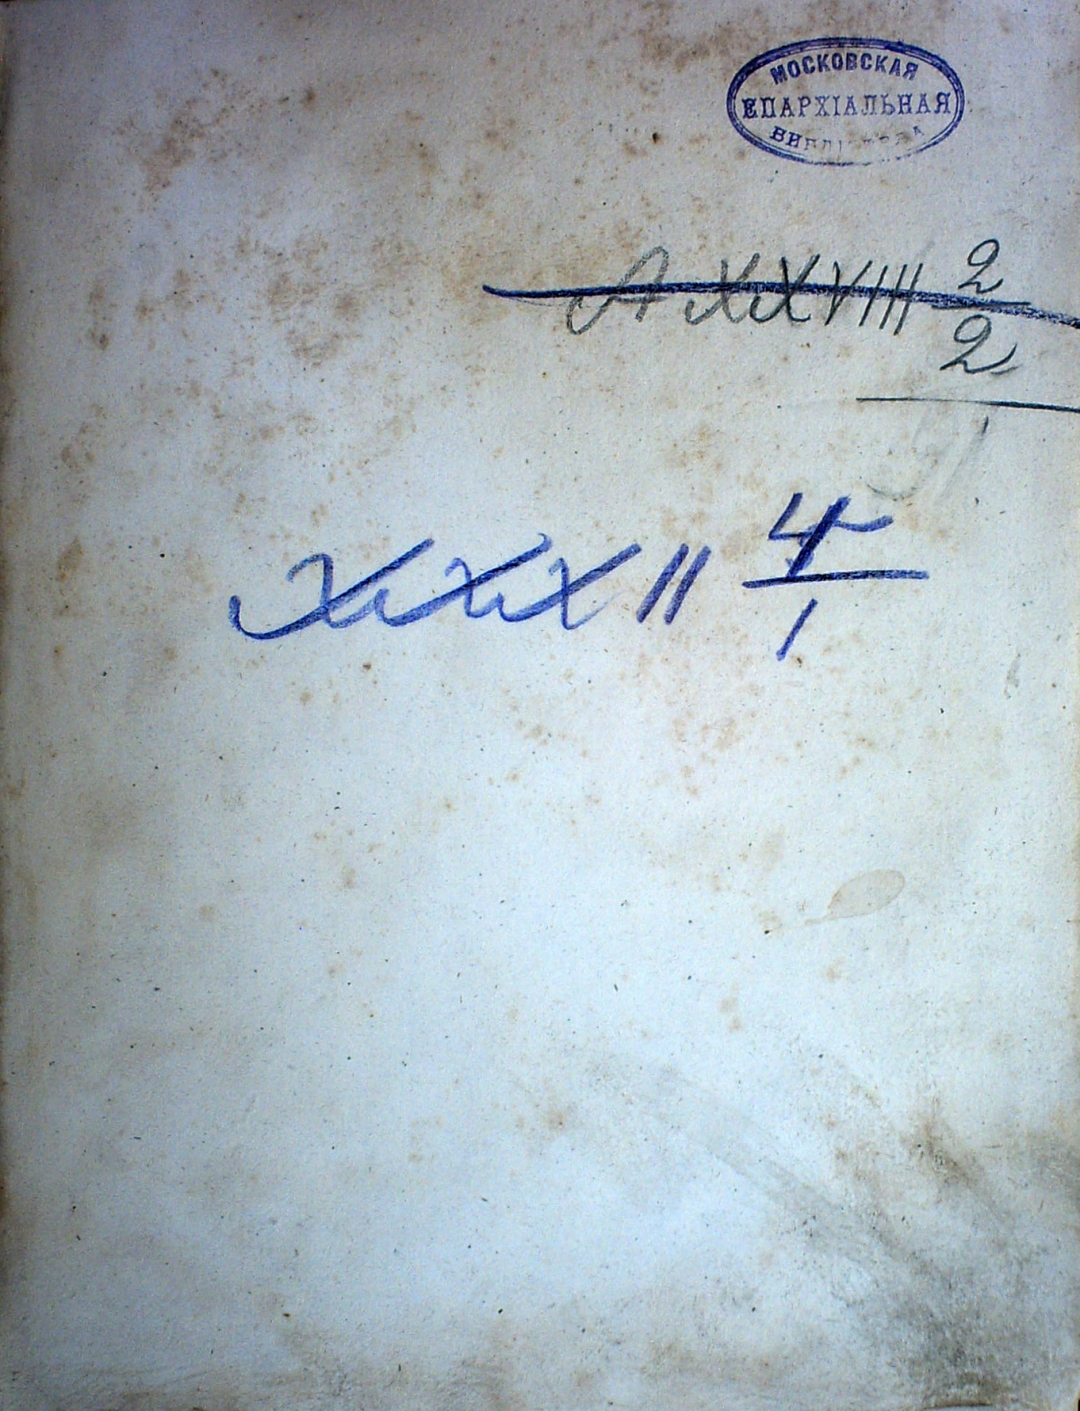 МОСКОВСКАЯ
ЕПАРХІАЛЬНАЯ
A XXVIII 2/2
XXXII 4/1